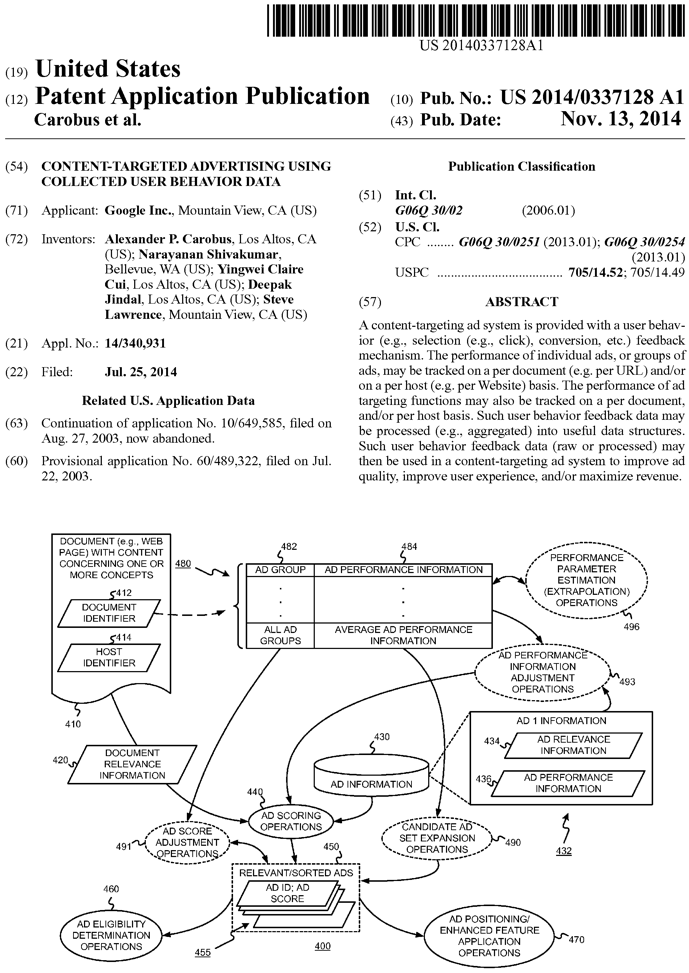 US 20140337128A1
(19) United States
(12) Patent Application Publication
Carobus et al.
(10) Pub. No.: US 2014/0337128 A1
(43) Pub. Date: Nov. 13, 2014
(54) CONTENT-TARGETED ADVERTISING USING
COLLECTED USER BEHAVIOR DATA
(71) Applicant: Google Inc., Mountain View, CA (US)
(72) Inventors: Alexander P. Carobus, Los Altos, CA
(US); Narayanan Shivakumar,
Bellevue, WA (US); Yingwei Claire
Cui, Los Altos, CA (US); Deepak
Jindal, Los Altos, CA (US); Steve
Lawrence, Mountain View, CA (US)
(21) Appl. No.: 14/340,931
(22) Filed: Jul. 25, 2014
Related U.S. Application Data
(63) Continuation of application No. 10/649,585, filed on
Aug. 27, 2003, now abandoned.
(60) Provisional application No. 60/489,322, filed on Jul.
22, 2003.
Publication Classification
(51) Int. Cl.
G06Q 30/02 (2006.01)
(52) U.S. Cl.
CPC ........ G06Q 30/0251 (2013.01); G06Q 30/0254
(2013.01)
USPC .................................... 705/14.52; 705/14.49
(57) ABSTRACT
A content-targeting ad system is provided with a user behav-
ior (e.g., selection (e.g., click), conversion, etc.) feedback
mechanism. The performance of individual ads, or groups of
ads, may be tracked on a per document (e.g. per URL) and/or
on a per host (e.g. per Website) basis. The performance of ad
targeting functions may also be tracked on a per document,
and/or per host basis. Such user behavior feedback data may
be processed (e.g., aggregated) into useful data structures.
Such user behavior feedback data (raw or processed) may
then be used in a content-targeting ad system to improve ad
quality, improve user experience, and/or maximize revenue.
DOCUMENT (e.g., WEB
PAGE) WITH CONTENT
CONCERNING ONE OR
MORE CONCEPTS
412
DOCUMENT
IDENTIFIER
414
HOST
IDENTIFIER
410
480
482
484
AD GROUP
AD PERFORMANCE INFORMATION
ALL AD
GROUPS
AVERAGE AD PERFORMANCE
INFORMATION
PERFORMANCE
PARAMETER
ESTIMATION
(EXTRAPOLATION)
OPERATIONS
496
AD PERFORMANCE
INFORMATION
ADJUSTMENT
OPERATIONS
493
420
DOCUMENT
RELEVANCE
INFORMATION
430
AD INFORMATION
AD 1 INFORMATION
434
AD RELEVANCE
INFORMATION
436
AD PERFORMANCE
INFORMATION
432
440
AD SCORING
OPERATIONS
AD SCORE
ADJUSTMENT
OPERATIONS
491
CANDIDATE AD
SET EXPANSION
OPERATIONS
490
450
RELEVANT/SORTED ADS
AD ID; AD
SCORE
455
400
460
AD ELIGIBILITY
DETERMINATION
OPERATIONS
AD POSITIONING/
ENHANCED FEATURE
APPLICATION
OPERATIONS
470